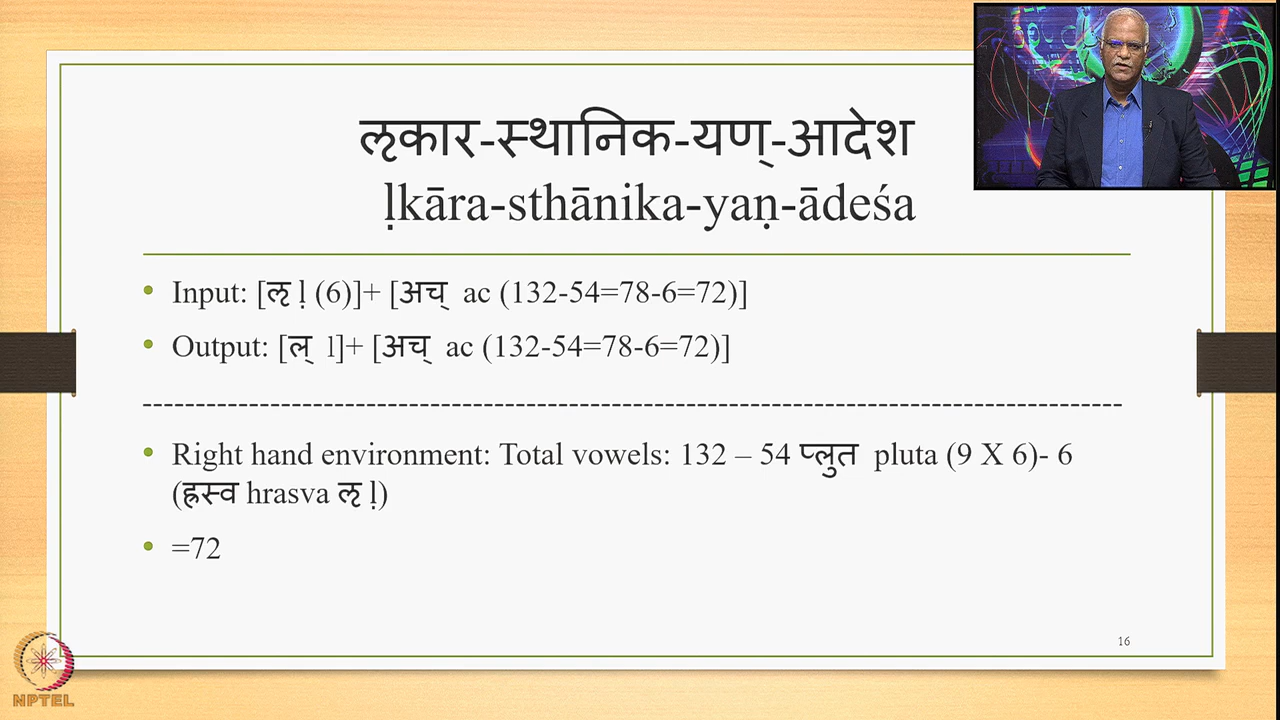 ऌकार-स्थानिक-यण्-आदेश
ḷkāra-sthānika-yaṇ-ādeśa
• Input: [ऌ ḷ (6)]+ [अच् ac (132-54=78-6=72)]
• Output: [ल् l]+ [अच् ac (132-54=78-6=72)]
• Right hand environment: Total vowels: 132 – 54 प्लुत pluta (9 X 6)- 6
(ह्रस्व hrasva ऌ ḷ)
• =72
16
NPTEL